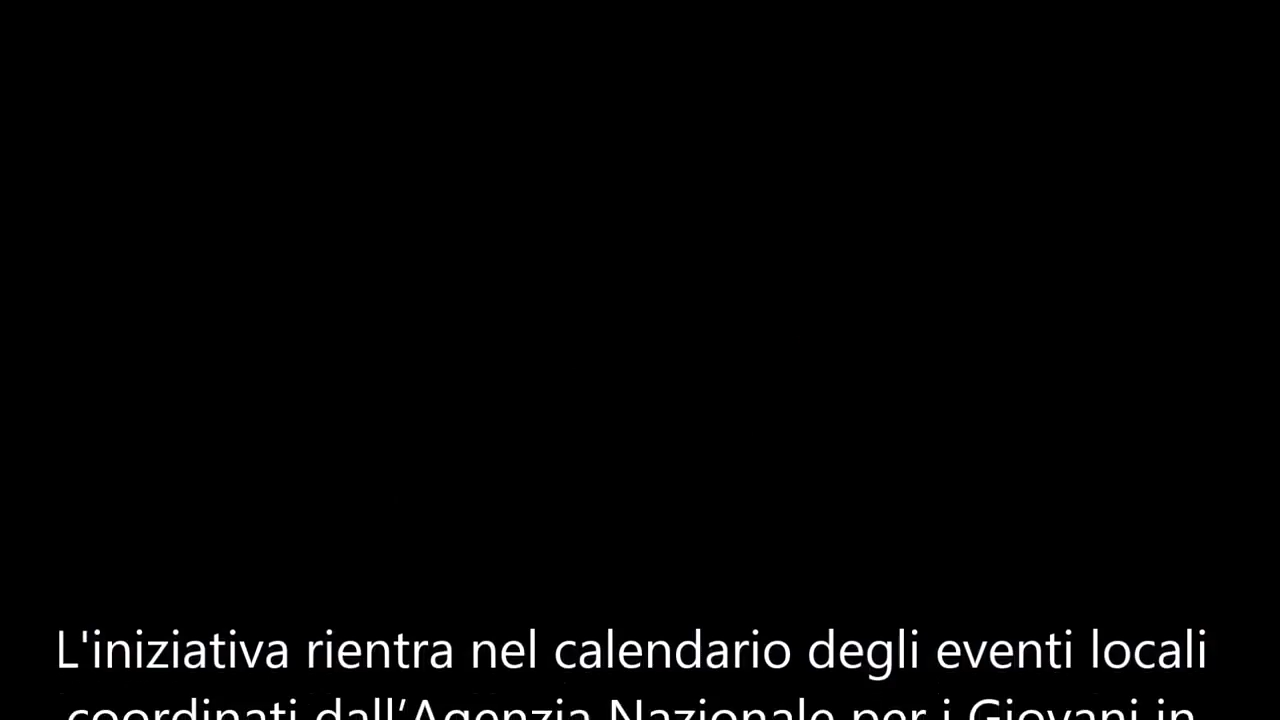 L'iniziativa rientra nel calendario degli eventi locali
coordinati dall’Agenzia Nazionale per i Giovani in